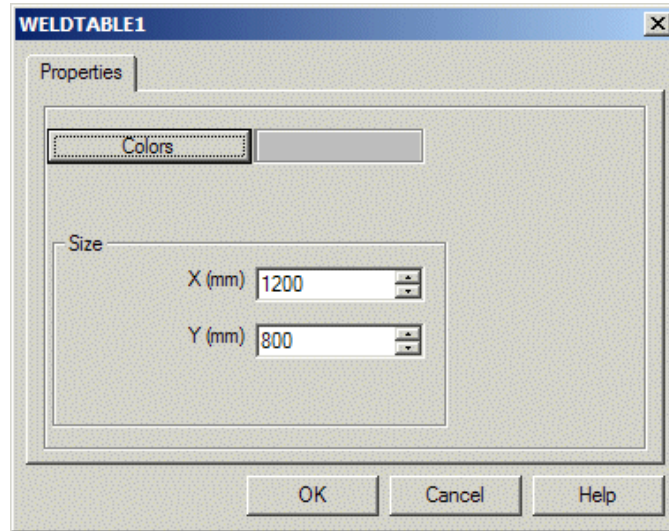 WELDTABLE1
Properties
Colors
Size
X (mm) 1200
Y (mm) 800
OK Cancel Help